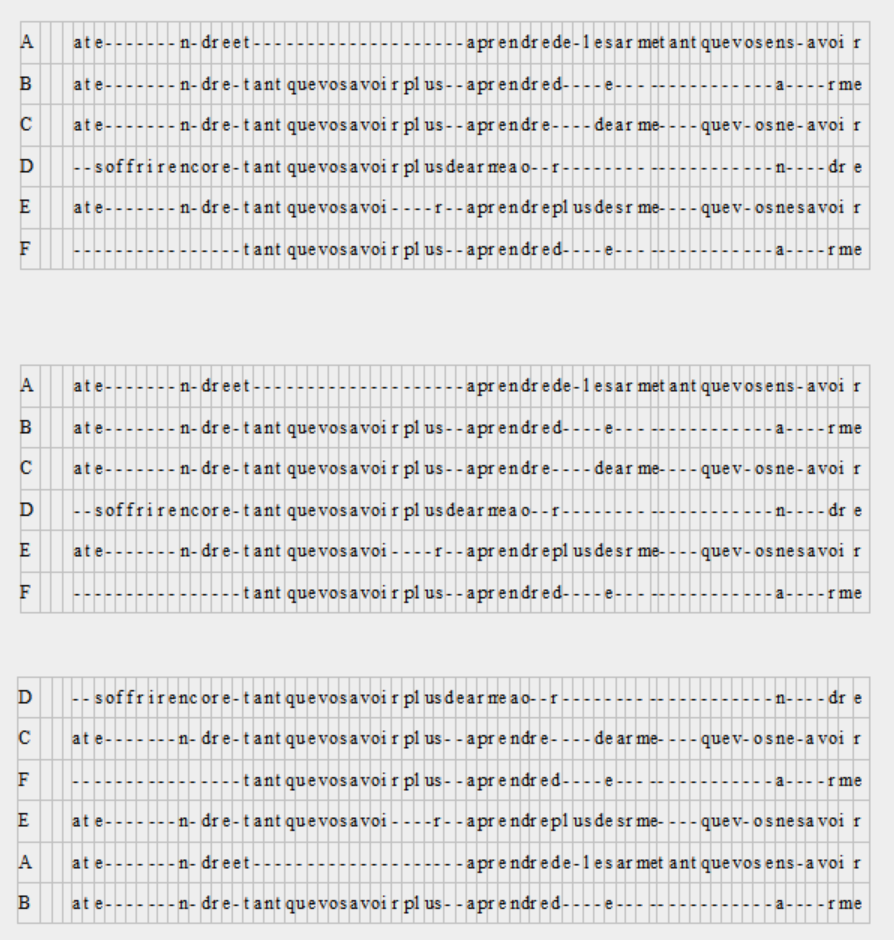 A ate-------n-dreet--------------------aprendrede-lesarmetantquevosens-avoir
B ate-------n-dre-tantquevosavoirplus--aprendred----e---------------a----rme
C ate-------n-dre-tantquevosavoirplus--aprendre----dearme----quev-osne-avoir
D --soffrirencore-tantquevosavoirplusdearmeao--r--------------------n----dre
E ate-------n-dre-tantquevosavoi----r--aprendreplusdesrme----quev-osnesavoir
F ----------------tantquevosavoirplus--aprendred----e---------------a----rme
A ate-------n-dreet--------------------aprendrede-lesarmetantquevosens-avoir
B ate-------n-dre-tantquevosavoirplus--aprendred----e---------------a----rme
C ate-------n-dre-tantquevosavoirplus--aprendre----dearme----quev-osne-avoir
D --soffrirencore-tantquevosavoirplusdearmeao--r--------------------n----dre
E ate-------n-dre-tantquevosavoi----r--aprendreplusdesrme----quev-osnesavoir
F ----------------tantquevosavoirplus--aprendred----e---------------a----rme
D --soffrirencore-tantquevosavoirplusdearmeao--r--------------------n----dre
C ate-------n-dre-tantquevosavoirplus--aprendre----dearme----quev-osne-avoir
F ----------------tantquevosavoirplus--aprendred----e---------------a----rme
E ate-------n-dre-tantquevosavoi----r--aprendreplusdesrme----quev-osnesavoir
A ate-------n-dreet--------------------aprendrede-lesarmetantquevosens-avoir
B ate-------n-dre-tantquevosavoirplus--aprendred----e---------------a----rme